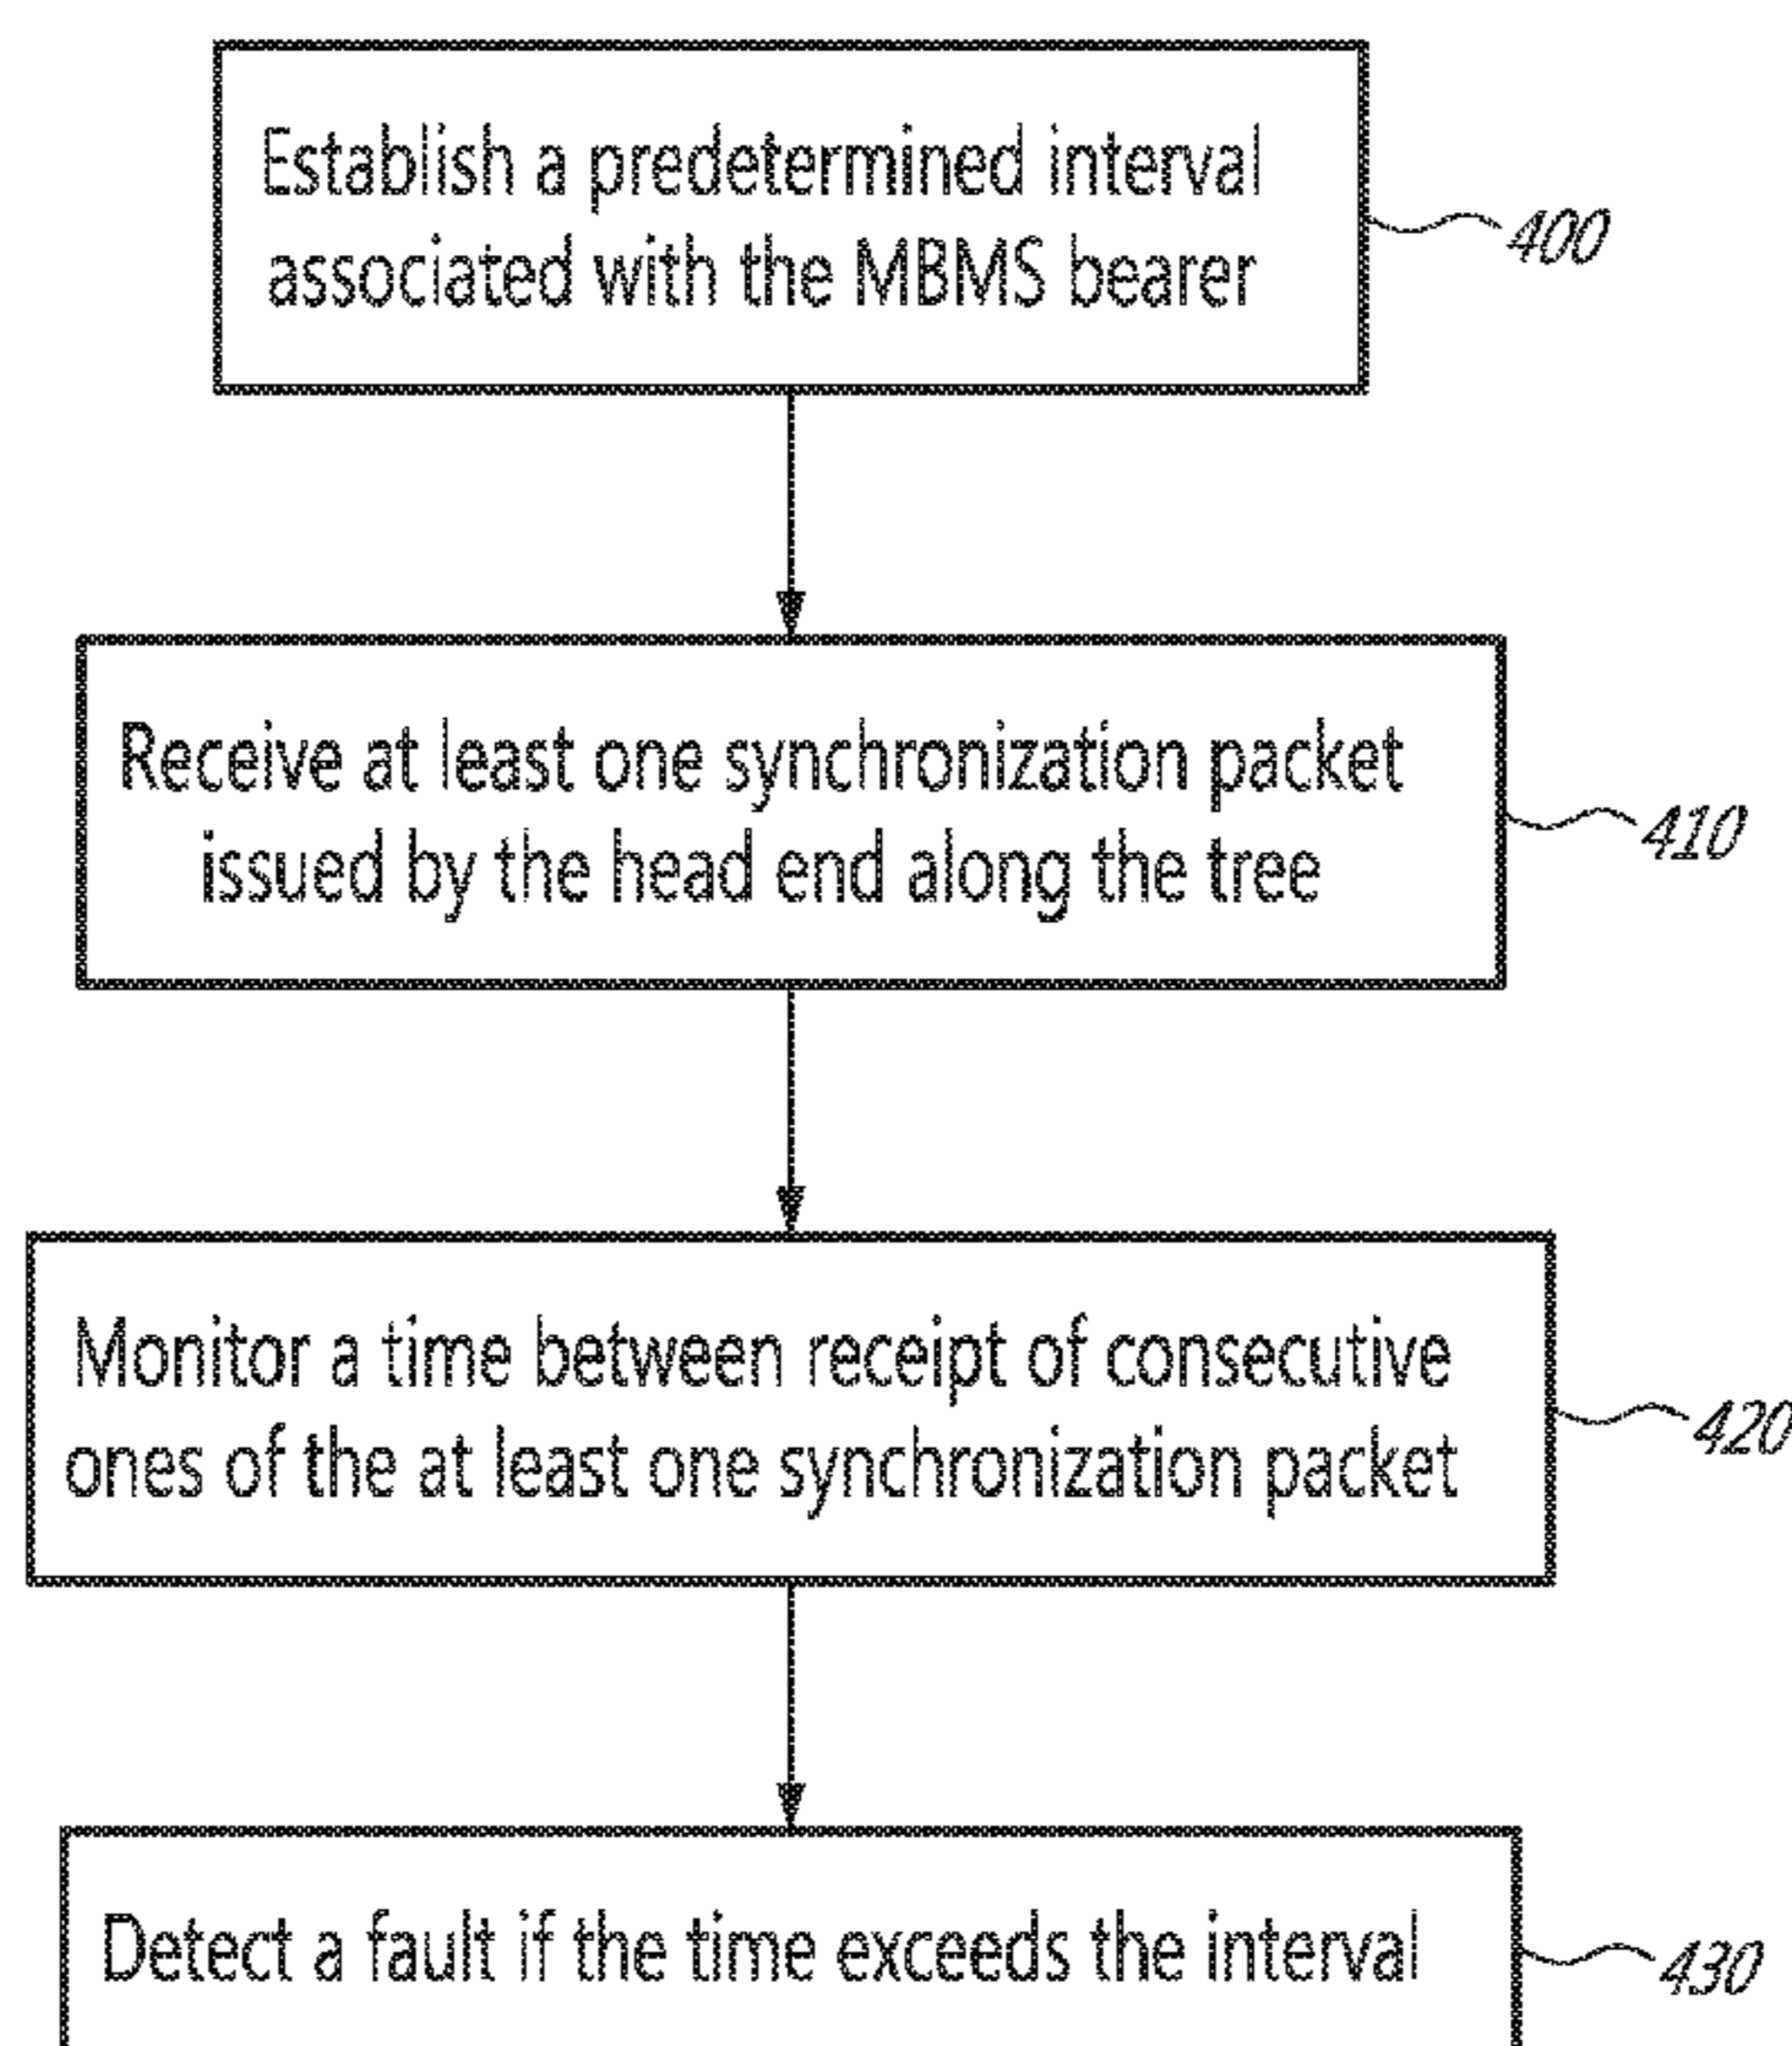 Establish a predetermined interval
associated with the MBMS bearer
400
Receive at least one synchronization packet
issued by the head end along the tree
410
Monitor a time between receipt of consecutive
ones of the at least one synchronization packet
420
Detect a fault if the time exceeds the interval
430